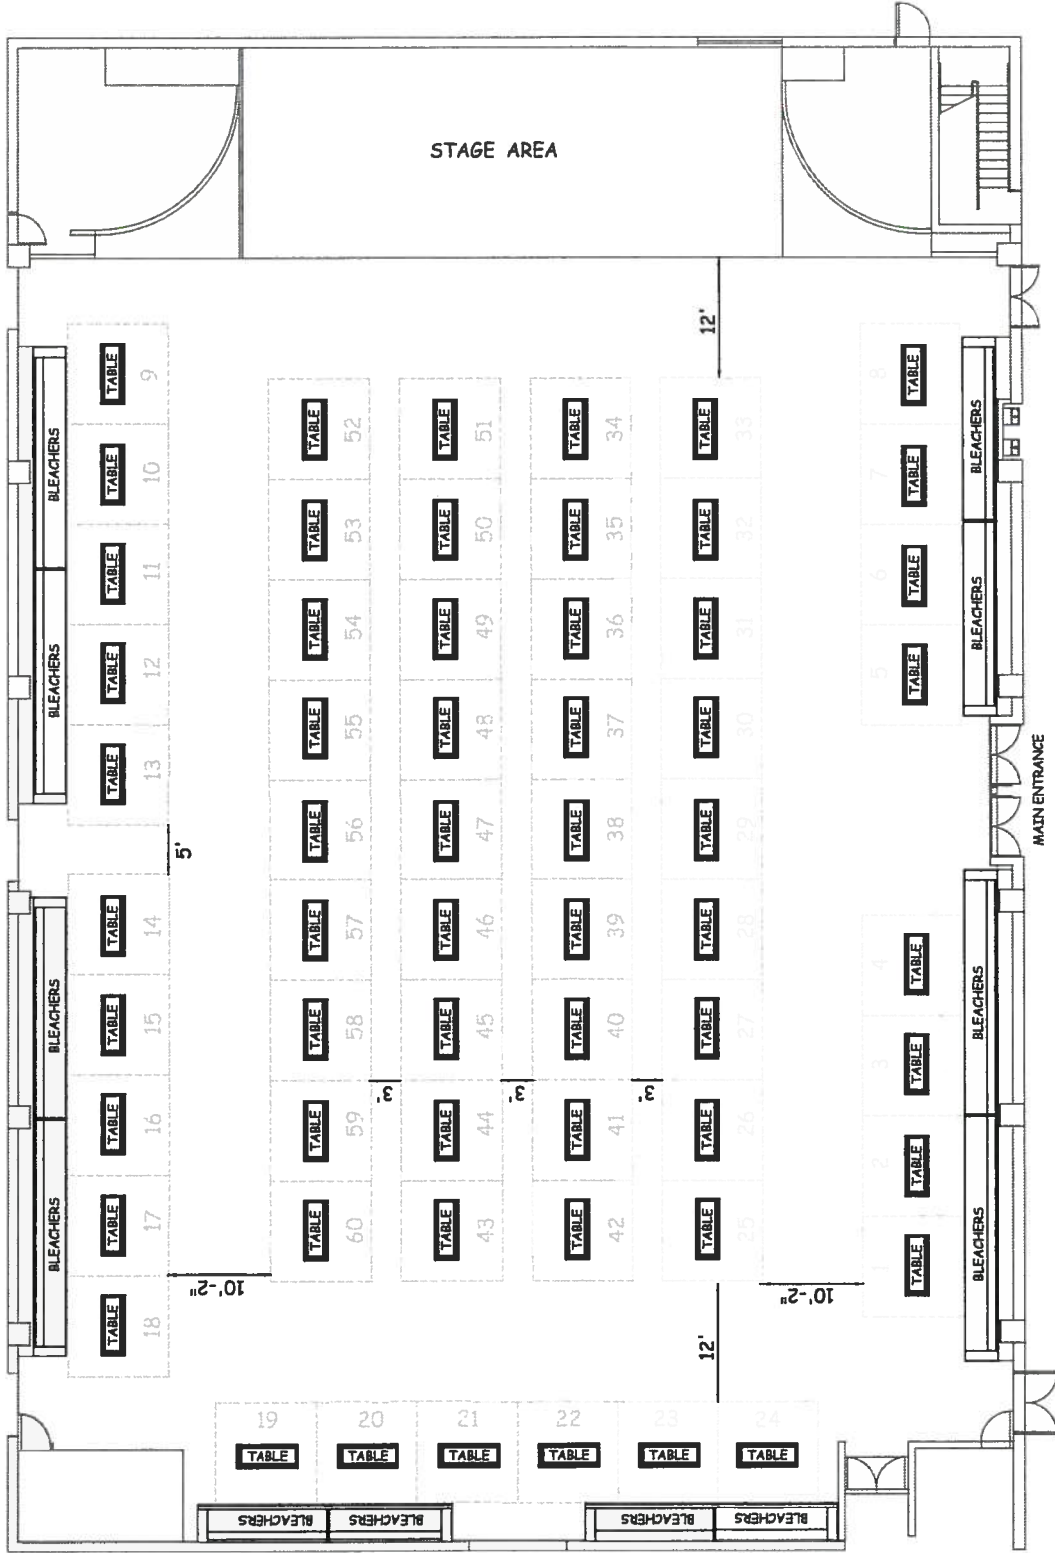 STAGE AREA
12'
BLEACHERS
BLEACHERS
BLEACHERS
BLEACHERS
TABLE 9
TABLE 10
TABLE 11
TABLE 12
TABLE 13
5'
TABLE 14
TABLE 15
TABLE 16
TABLE 17
TABLE 18
10'-2"
TABLE 52
TABLE 53
TABLE 54
TABLE 55
TABLE 56
TABLE 57
TABLE 58
TABLE 59
TABLE 60
3'
TABLE 51
TABLE 50
TABLE 49
TABLE 48
TABLE 47
TABLE 46
TABLE 45
TABLE 44
TABLE 43
3'
TABLE 34
TABLE 35
TABLE 36
TABLE 37
TABLE 38
TABLE 39
TABLE 40
TABLE 41
TABLE 42
3'
TABLE 33
TABLE 32
TABLE 31
TABLE 30
TABLE 29
TABLE 28
TABLE 27
TABLE 26
TABLE 25
12'
10'-2"
TABLE 8
TABLE 7
TABLE 6
TABLE 5
TABLE 4
TABLE 3
TABLE 2
TABLE 1
BLEACHERS
BLEACHERS
MAIN ENTRANCE
BLEACHERS
BLEACHERS
19 TABLE
20 TABLE
21 TABLE
22 TABLE
23 TABLE
24 TABLE
BLEACHERS
BLEACHERS
BLEACHERS
BLEACHERS